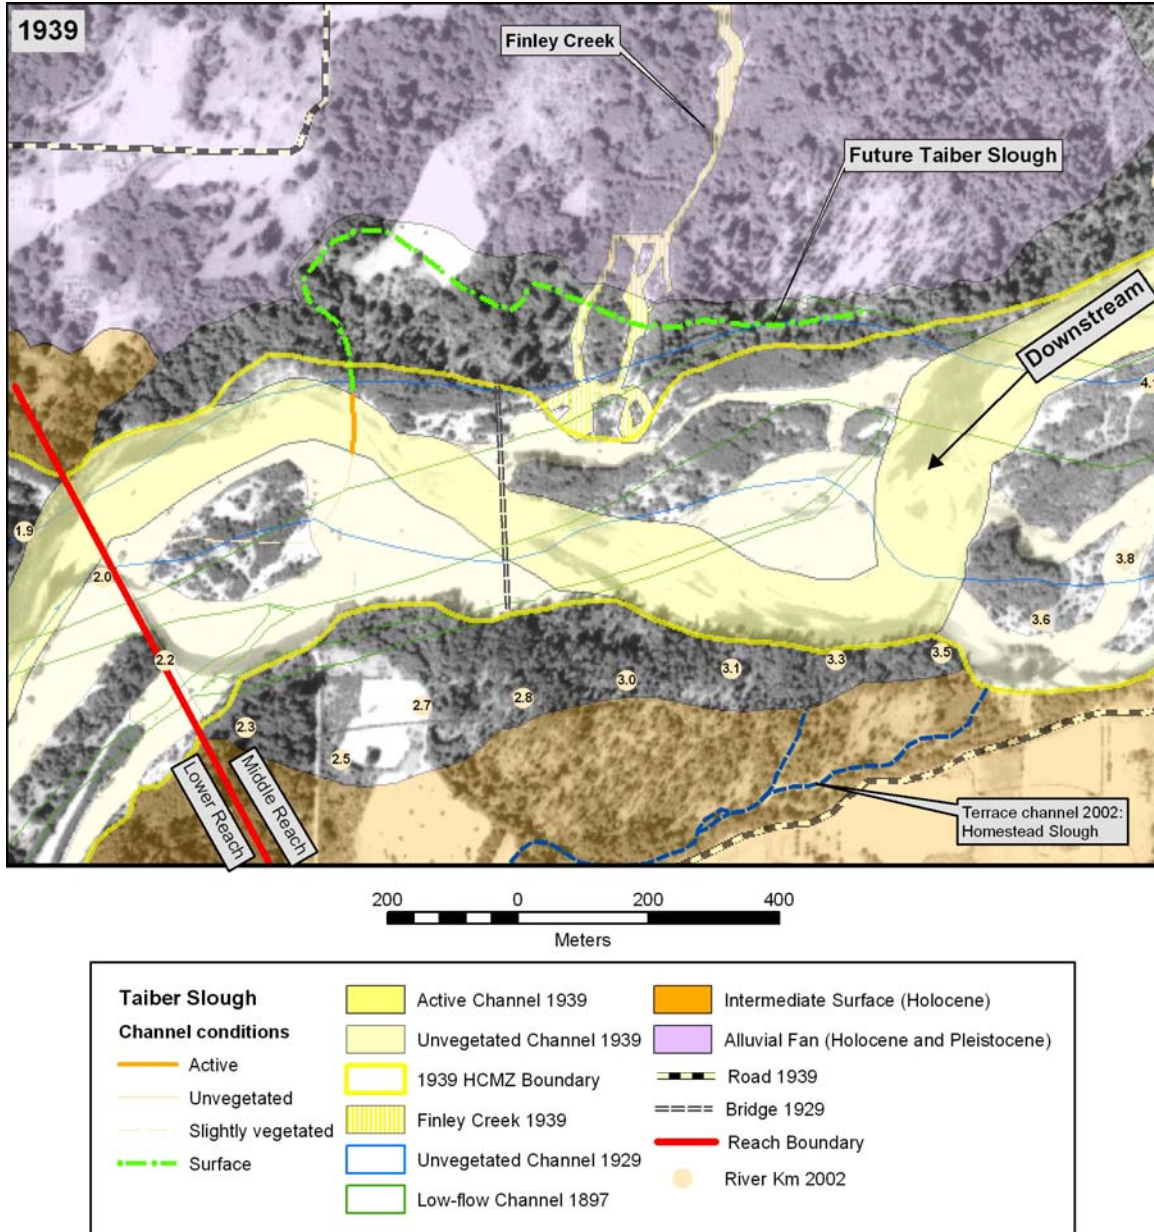 1939
Finley Creek
Future Taiber Slough
Downstream
4.1
1.9
2.0
3.8
3.6
2.2
3.5
3.3
3.1
3.0
2.8
2.7
2.3
2.5
Lower Reach
Middle Reach
Terrace channel 2002:
Homestead Slough
200 0 200 400
Meters
Taiber Slough
Channel conditions
Active
Unvegetated
Slightly vegetated
Surface
Active Channel 1939
Unvegetated Channel 1939
1939 HCMZ Boundary
Finley Creek 1939
Unvegetated Channel 1929
Low-flow Channel 1897
Intermediate Surface (Holocene)
Alluvial Fan (Holocene and Pleistocene)
Road 1939
Bridge 1929
Reach Boundary
River Km 2002